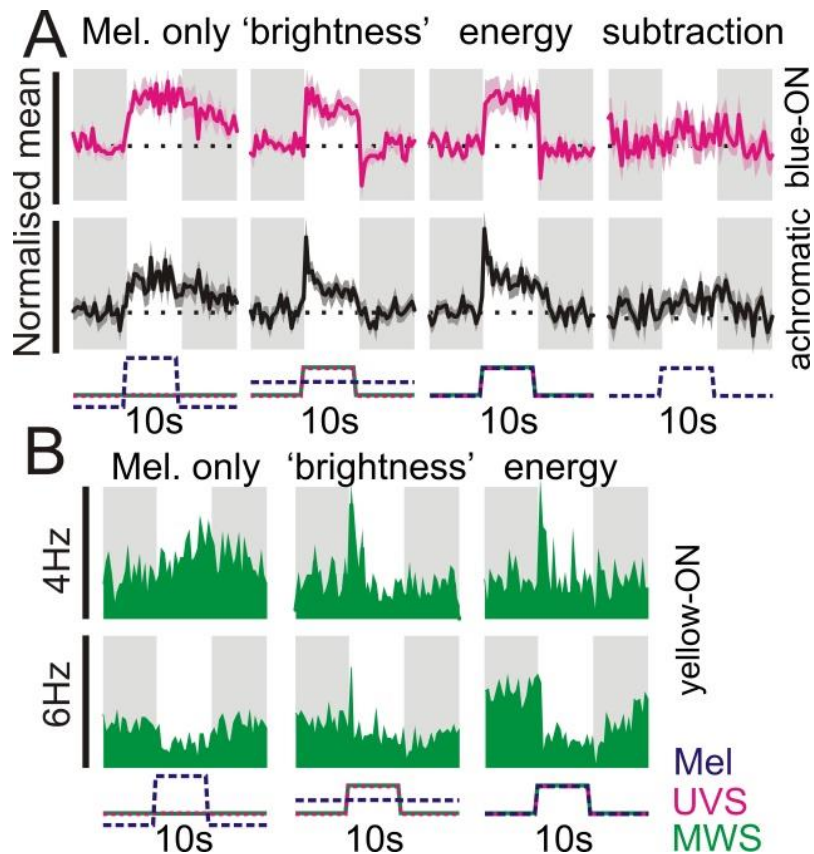 A
Mel. only 'brightness' energy subtraction
Normalised mean
blue-ON
achromatic
10s 10s 10s 10s
B
Mel. only 'brightness' energy
4Hz
6Hz
yellow-ON
10s 10s 10s
Mel
UVS
MWS